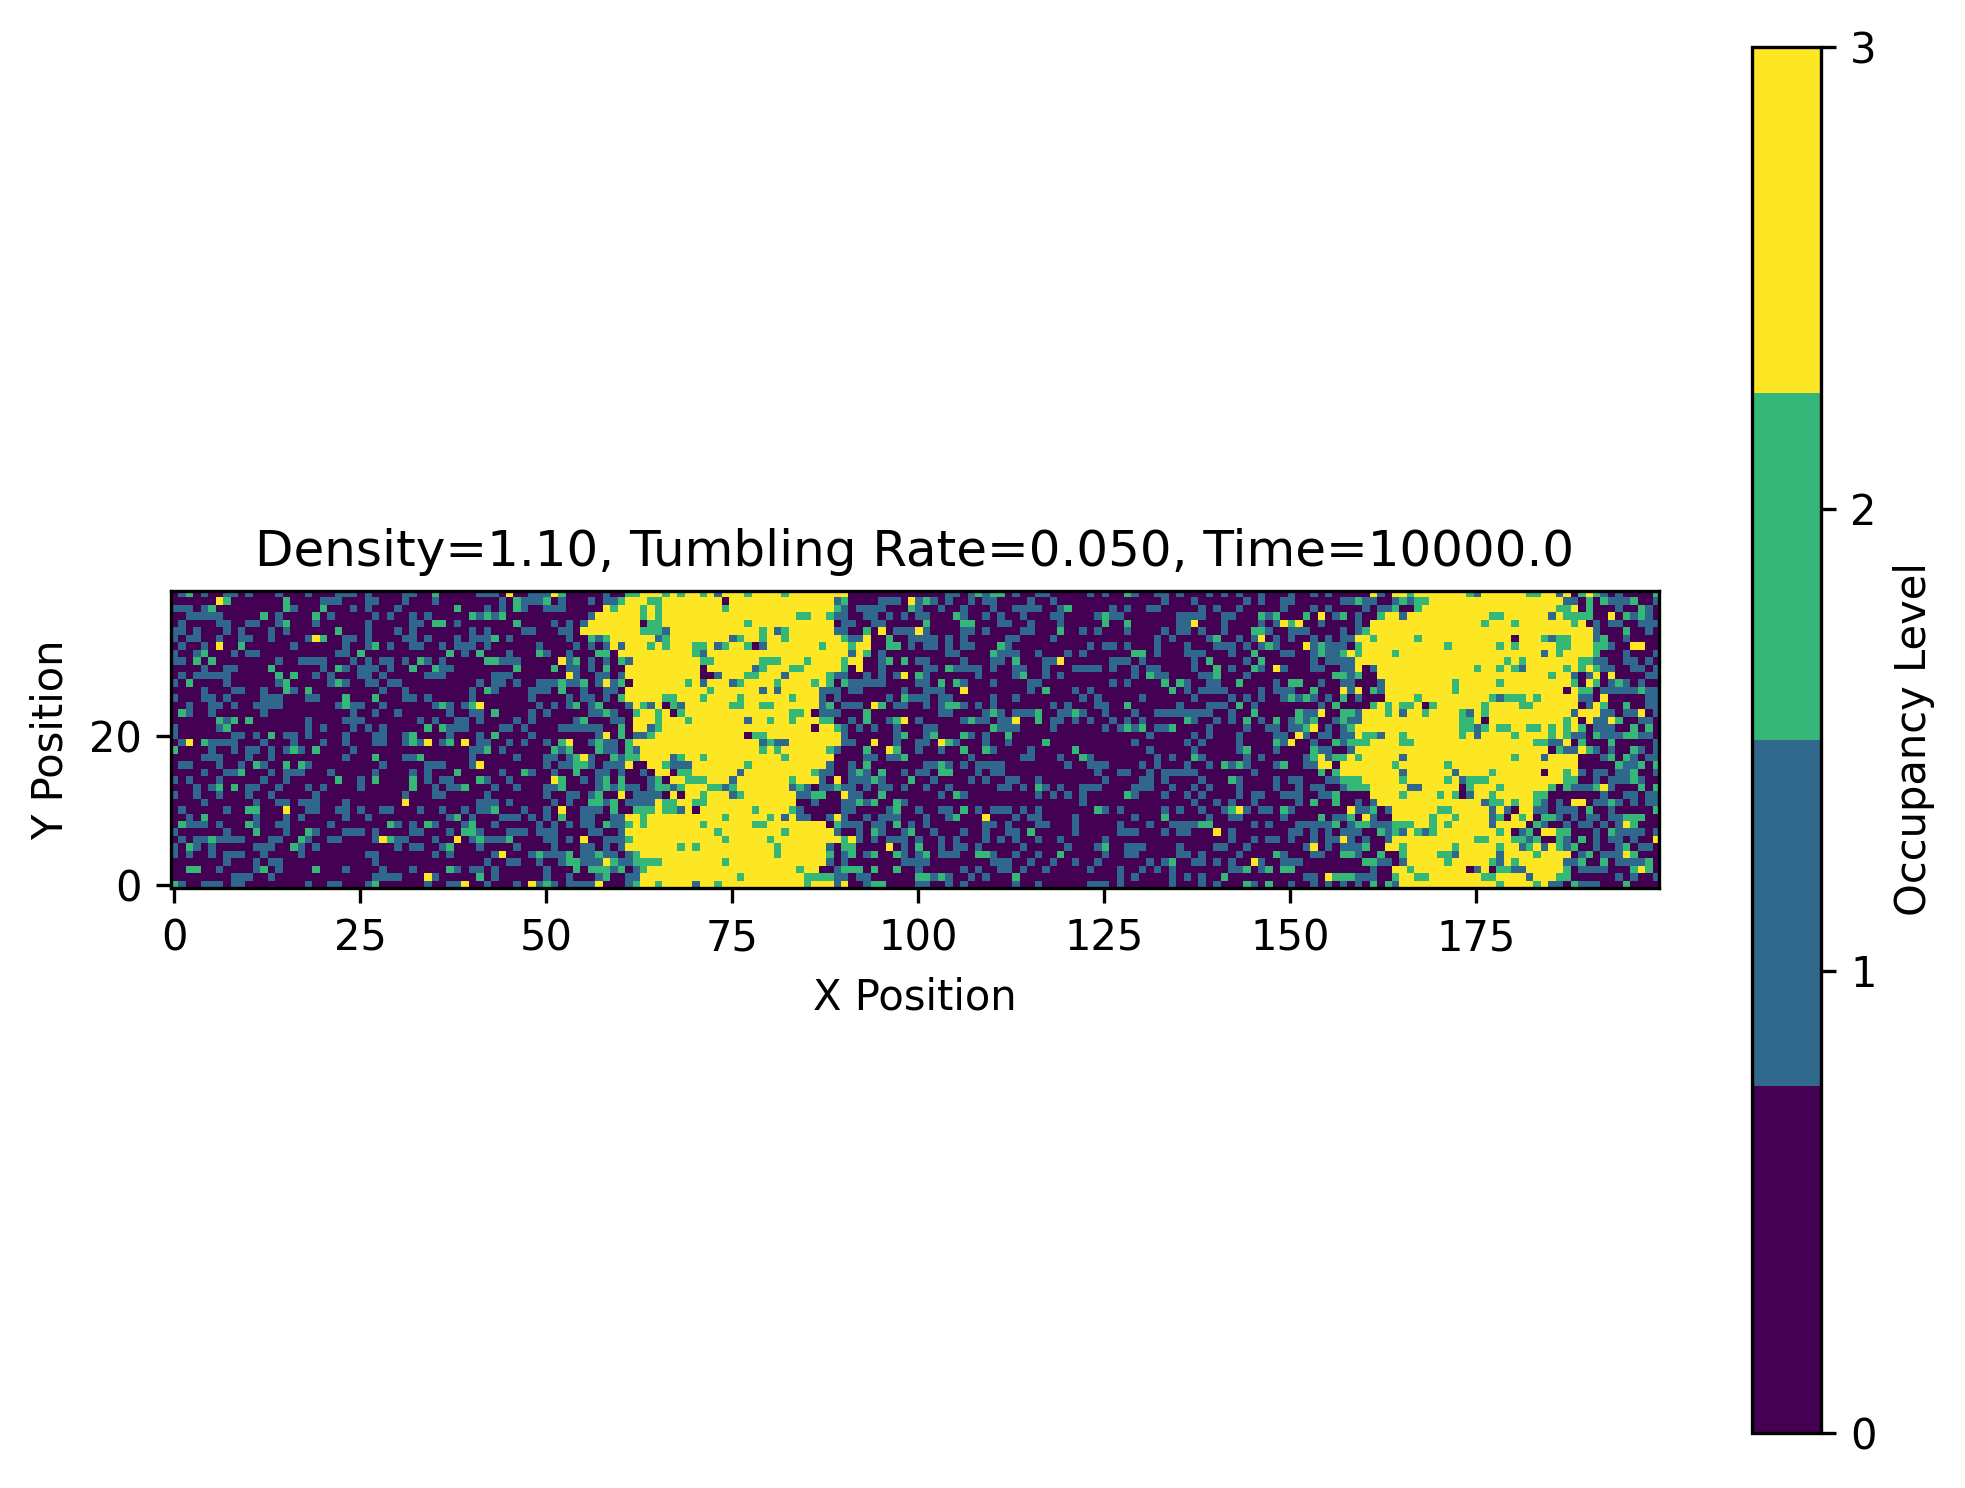 Density=1.10, Tumbling Rate=0.050, Time=10000.0
Y Position
20
0
0 25 50 75 100 125 150 175
X Position
3
2
1
0
Occupancy Level